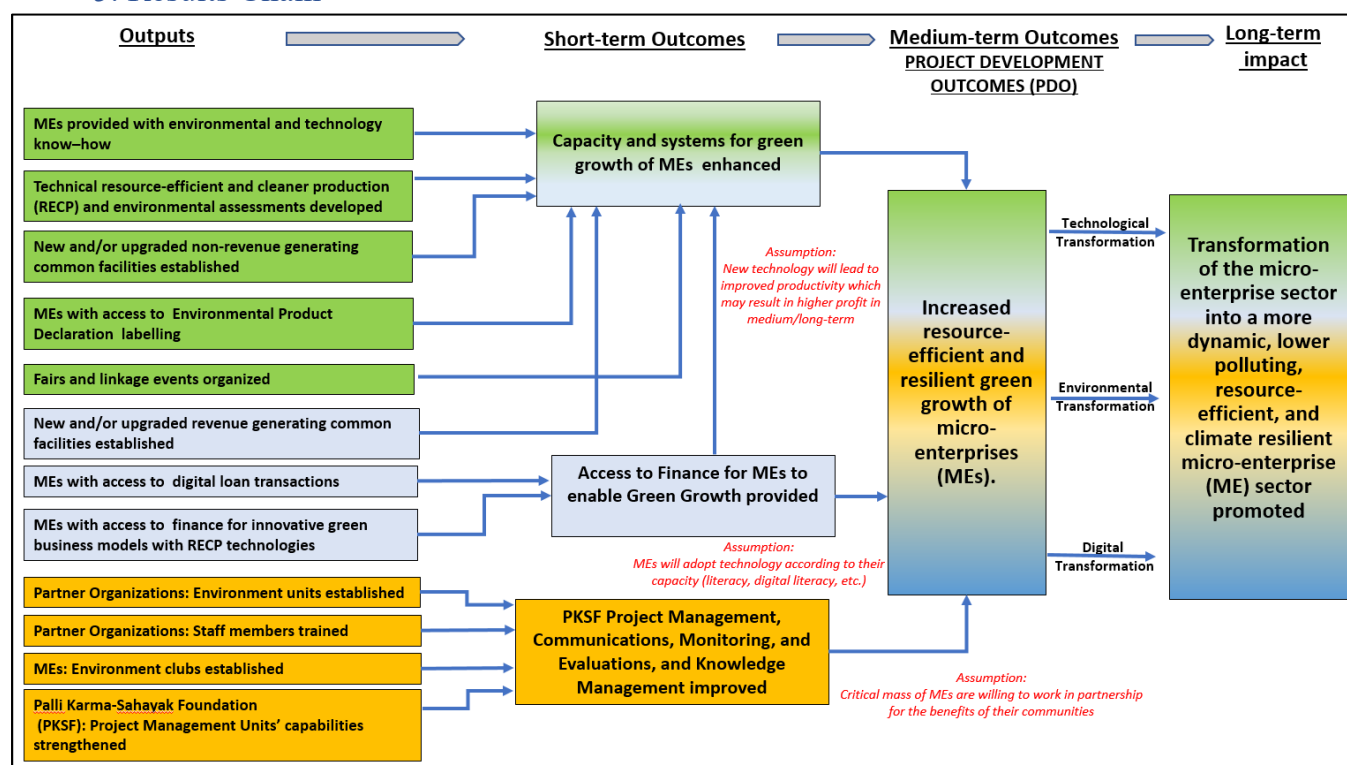 Outputs
Short-term Outcomes
Medium-term Outcomes
PROJECT DEVELOPMENT
OUTCOMES (PDO)
Long-term
impact
MEs provided with environmental and technology
know–how
Technical resource-efficient and cleaner production
(RECP) and environmental assessments developed
New and/or upgraded non-revenue generating
common facilities established
MEs with access to Environmental Product
Declaration labelling
Fairs and linkage events organized
New and/or upgraded revenue generating common
facilities established
MEs with access to digital loan transactions
MEs with access to finance for innovative green
business models with RECP technologies
Partner Organizations: Environment units established
Partner Organizations: Staff members trained
MEs: Environment clubs established
Palli Karma-Sahayak Foundation
(PKSF): Project Management Units’ capabilities
strengthened
Capacity and systems for green
growth of MEs enhanced
Assumption:
New technology will lead to
improved productivity which
may result in higher profit in
medium/long-term
Access to Finance for MEs to
enable Green Growth provided
Assumption:
MEs will adopt technology according to their
capacity (literacy, digital literacy, etc.)
PKSF Project Management,
Communications, Monitoring, and
Evaluations, and Knowledge
Management improved
Assumption:
Critical mass of MEs are willing to work in partnership
for the benefits of their communities
Increased
resource-
efficient and
resilient green
growth of
micro-
enterprises
(MEs).
Technological
Transformation
Environmental
Transformation
Digital
Transformation
Transformation
of the micro-
enterprise sector
into a more
dynamic, lower
polluting,
resource-
efficient, and
climate resilient
micro-enterprise
(ME) sector
promoted